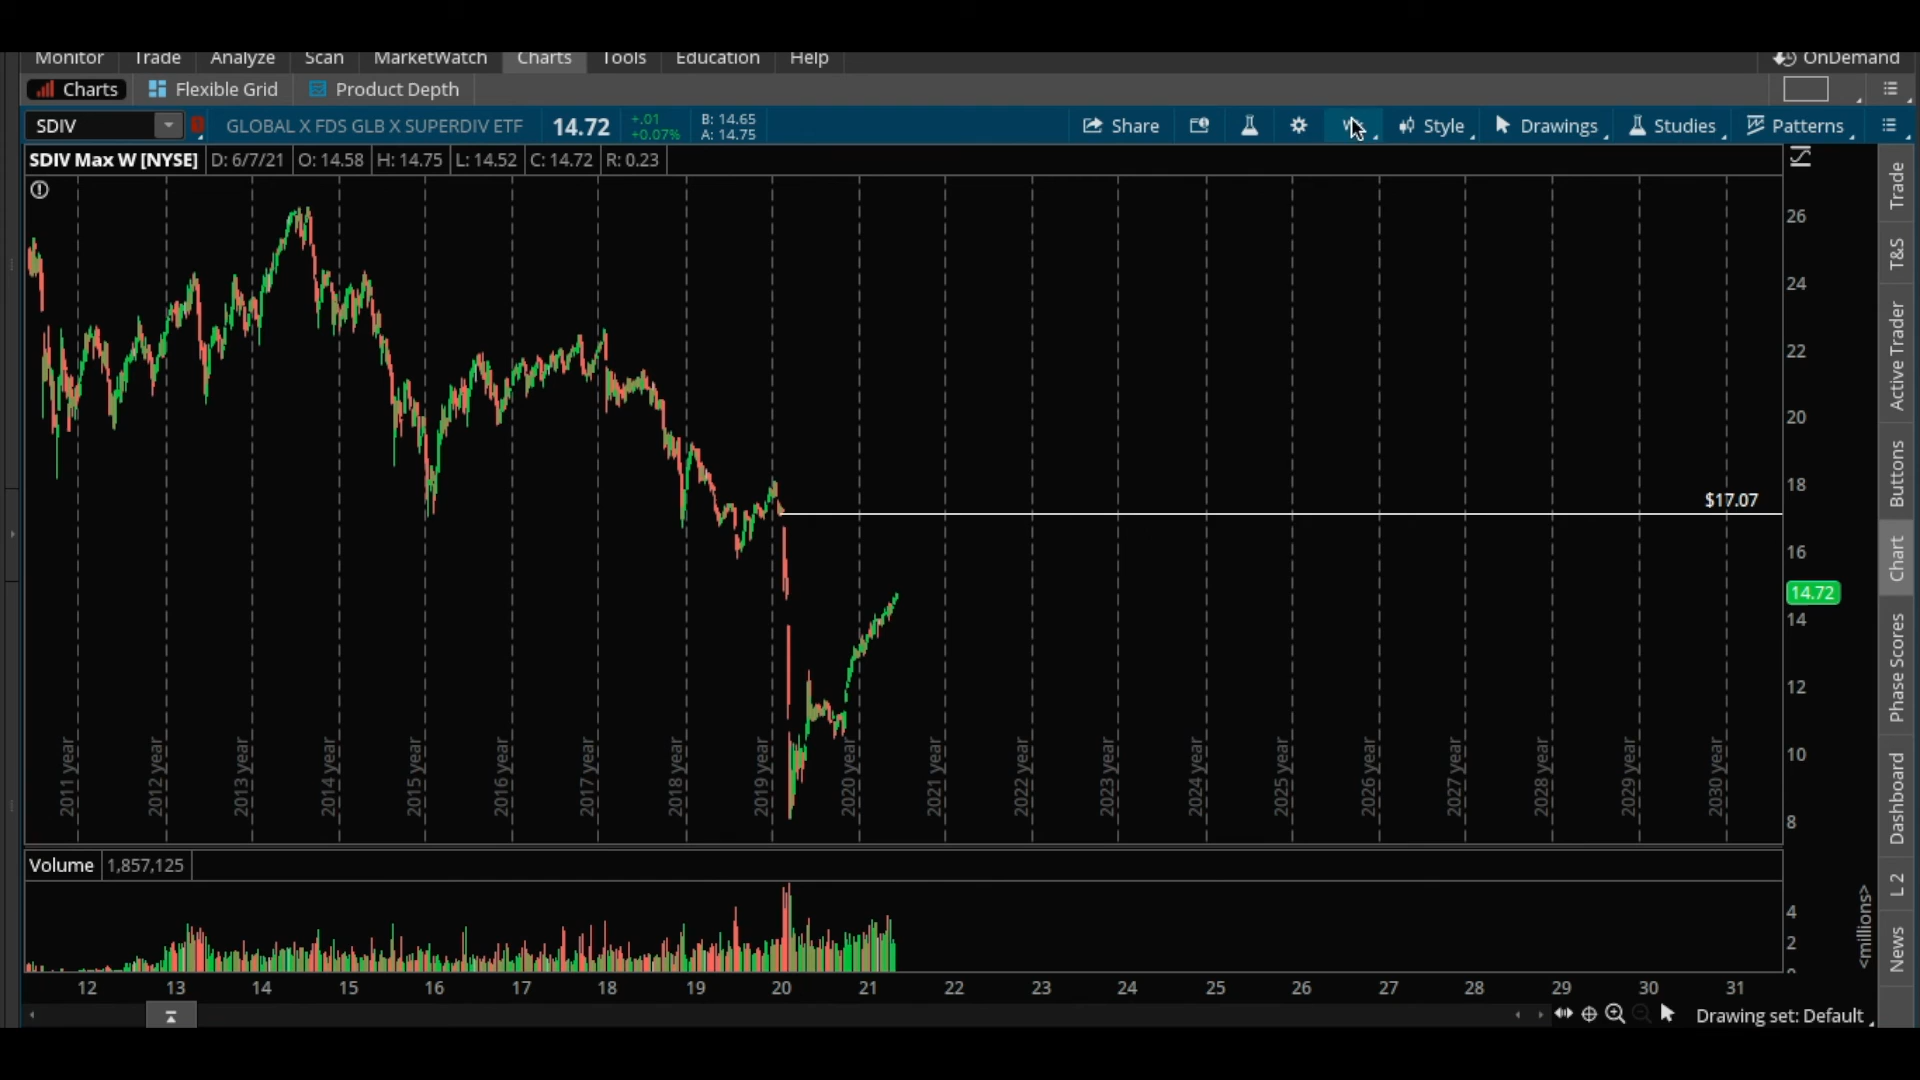 Monitor Trade Analyze Scan MarketWatch Charts Tools Education Help OnDemand
Charts Flexible Grid Product Depth
SDIV D GLOBAL X FDS GLB X SUPERDIV ETF 14.72 +.01 +0.07% B: 14.65 A: 14.75 Share Style Drawings Studies Patterns
SDIV Max W [NYSE] D: 6/7/21 O: 14.58 H: 14.75 L: 14.52 C: 14.72 R: 0.23
26
24
22
20
18
$17.07
16
14.72
14
12
10
8
2011 year 2012 year 2013 year 2014 year 2015 year 2016 year 2017 year 2018 year 2019 year 2020 year 2021 year 2022 year 2023 year 2024 year 2025 year 2026 year 2027 year 2028 year 2029 year 2030 year
Volume 1,857,125
4
2
<millions>
12 13 14 15 16 17 18 19 20 21 22 23 24 25 26 27 28 29 30 31
Drawing set: Default
Trade
T&S
Active Trader
Buttons
Chart
Phase Scores
Dashboard
L 2
News